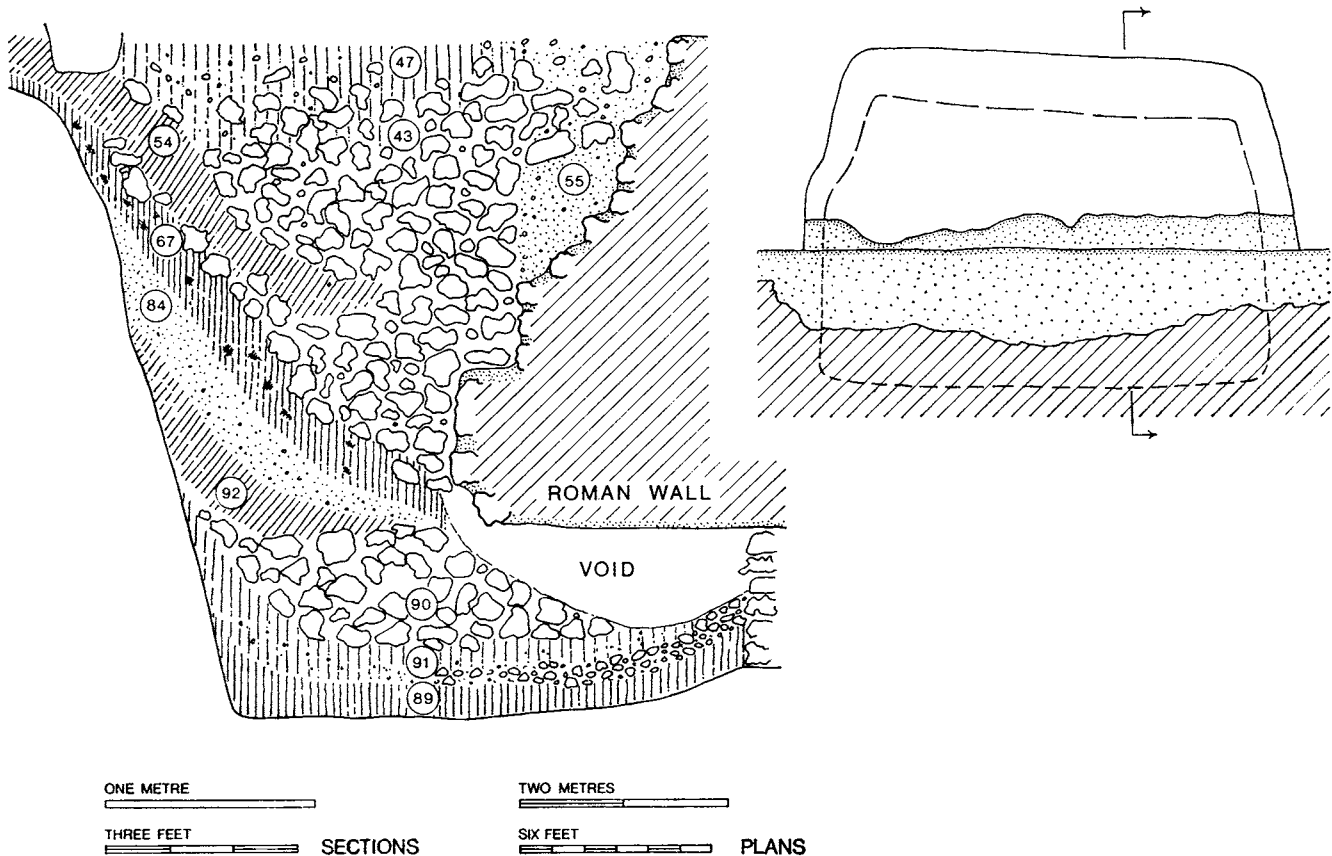 47
43
54
55
67
84
92
ROMAN WALL
VOID
90
91
89
ONE METRE
TWO METRES
THREE FEET
SECTIONS
SIX FEET
PLANS